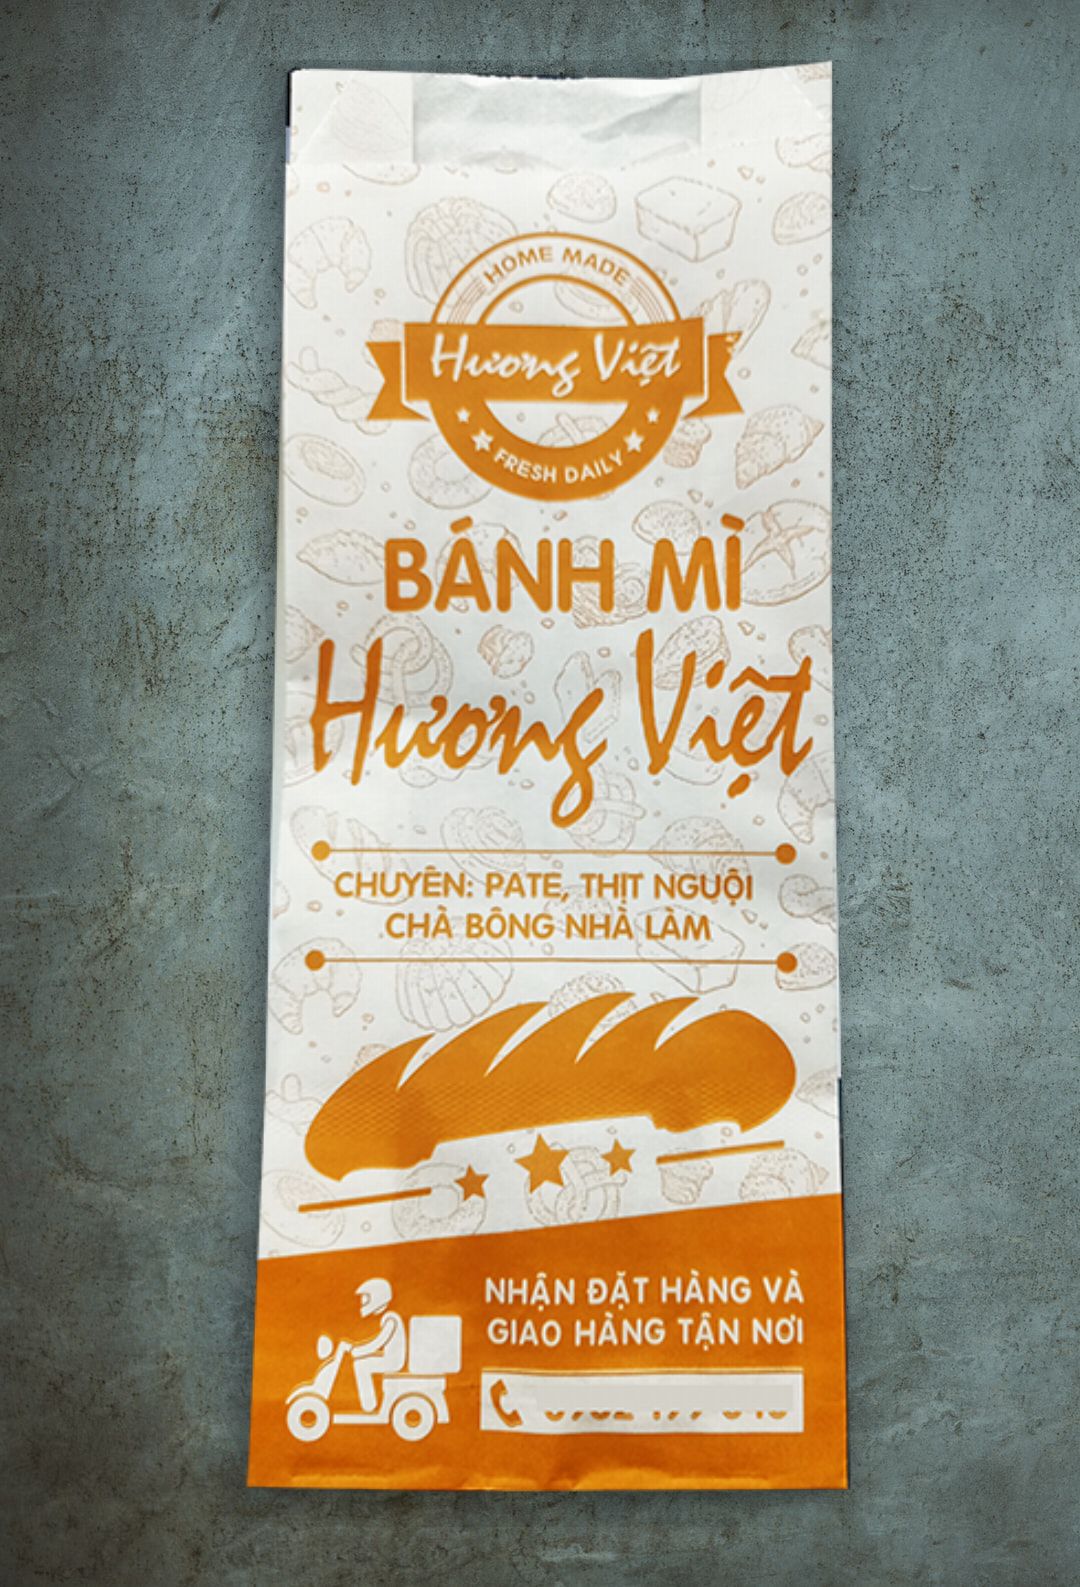 HOME MADE
Hương Việt
FRESH DAILY
BÁNH MÌ
Hương Việt
CHUYÊN: PATE, THỊT NGUỘI
CHÀ BÔNG NHÀ LÀM
NHẬN ĐẶT HÀNG VÀ
GIAO HÀNG TẬN NƠI